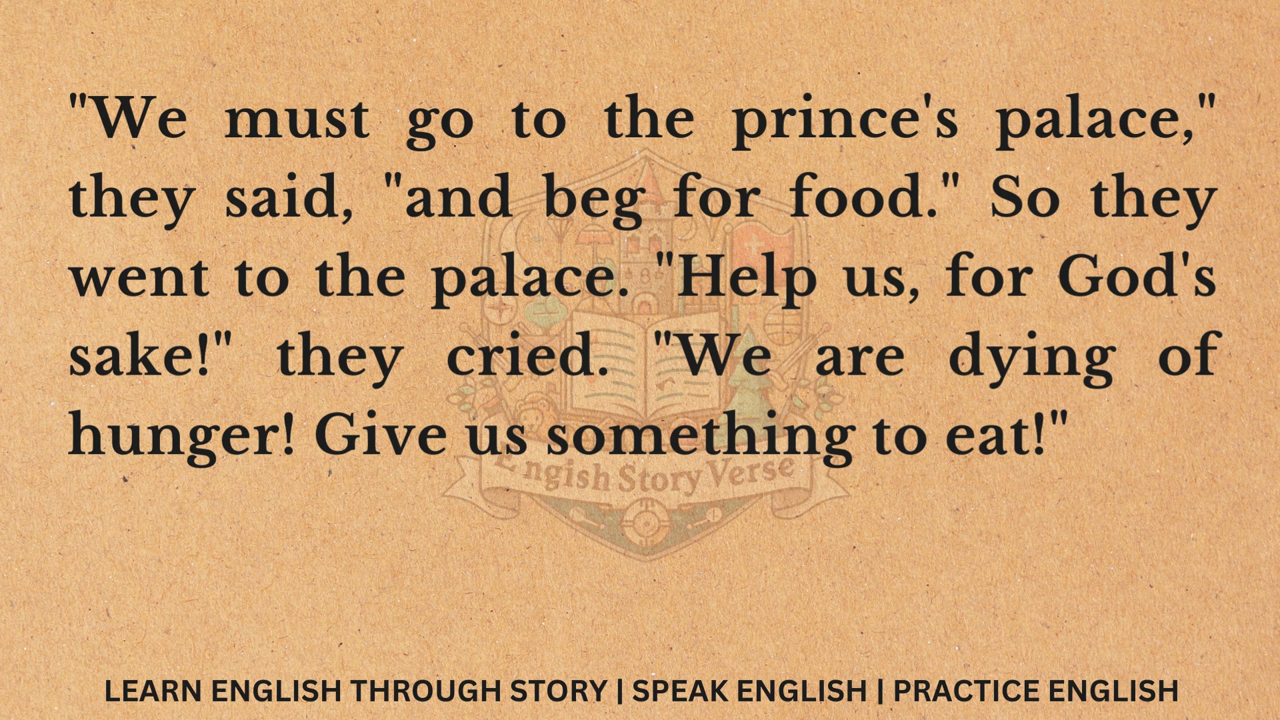 "We must go to the prince's palace,"
they said, "and beg for food." So they
went to the palace. "Help us, for God's
sake!" they cried. "We are dying of
hunger! Give us something to eat!"
Engish Story Verse
LEARN ENGLISH THROUGH STORY | SPEAK ENGLISH | PRACTICE ENGLISH